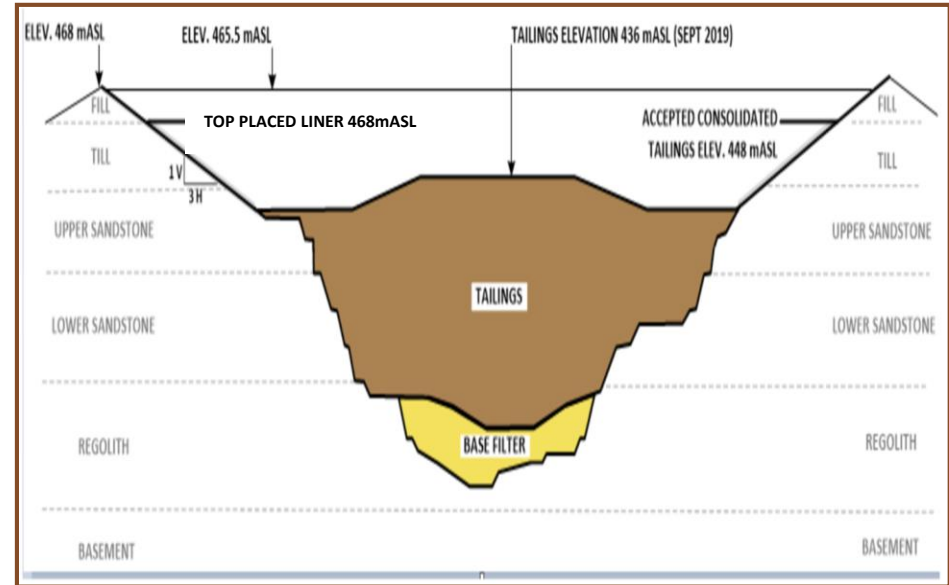 ELEV. 468 mASL
ELEV. 465.5 mASL
TAILINGS ELEVATION 436 mASL (SEPT 2019)
FILL
FILL
TOP PLACED LINER 468mASL
ACCEPTED CONSOLIDATED
TAILINGS ELEV. 448 mASL
TILL
TILL
1 V
3 H
UPPER SANDSTONE
UPPER SANDSTONE
TAILINGS
LOWER SANDSTONE
LOWER SANDSTONE
REGOLITH
BASE FILTER
REGOLITH
BASEMENT
BASEMENT